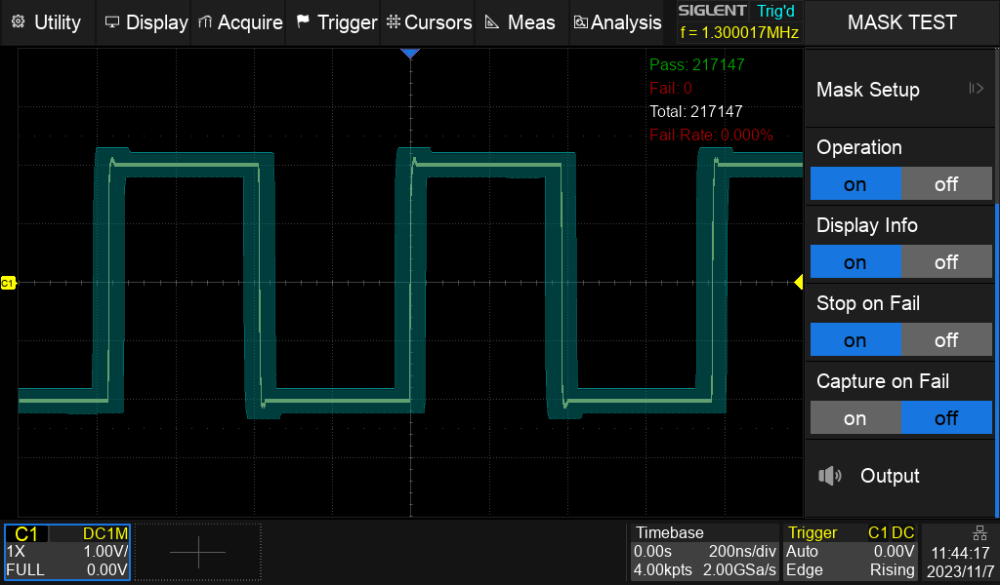 Utility Display Acquire Trigger Cursors Meas Analysis SIGLENT Trig'd MASK TEST
f = 1.300017MHz
Pass: 217147
Fail: 0
Total: 217147
Fail Rate: 0.000%
Mask Setup
Operation
on off
Display Info
on off
Stop on Fail
on off
Capture on Fail
on off
Output
C1
C1 DC1M
1X 1.00V/
FULL 0.00V
Timebase
0.00s 200ns/div
4.00kpts 2.00GSa/s
Trigger C1 DC
Auto 0.00V
Edge Rising
11:44:17
2023/11/7